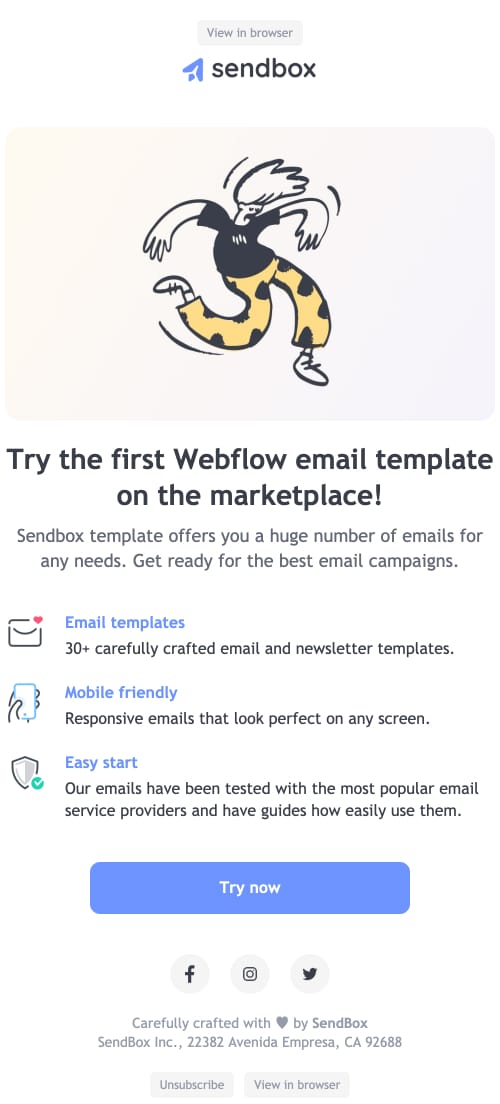 View in browser
sendbox
Try the first Webflow email template
on the marketplace!
Sendbox template offers you a huge number of emails for
any needs. Get ready for the best email campaigns.
Email templates
30+ carefully crafted email and newsletter templates.
Mobile friendly
Responsive emails that look perfect on any screen.
Easy start
Our emails have been tested with the most popular email
service providers and have guides how easily use them.
Try now
Carefully crafted with ♥ by SendBox
SendBox Inc., 22382 Avenida Empresa, CA 92688
Unsubscribe View in browser